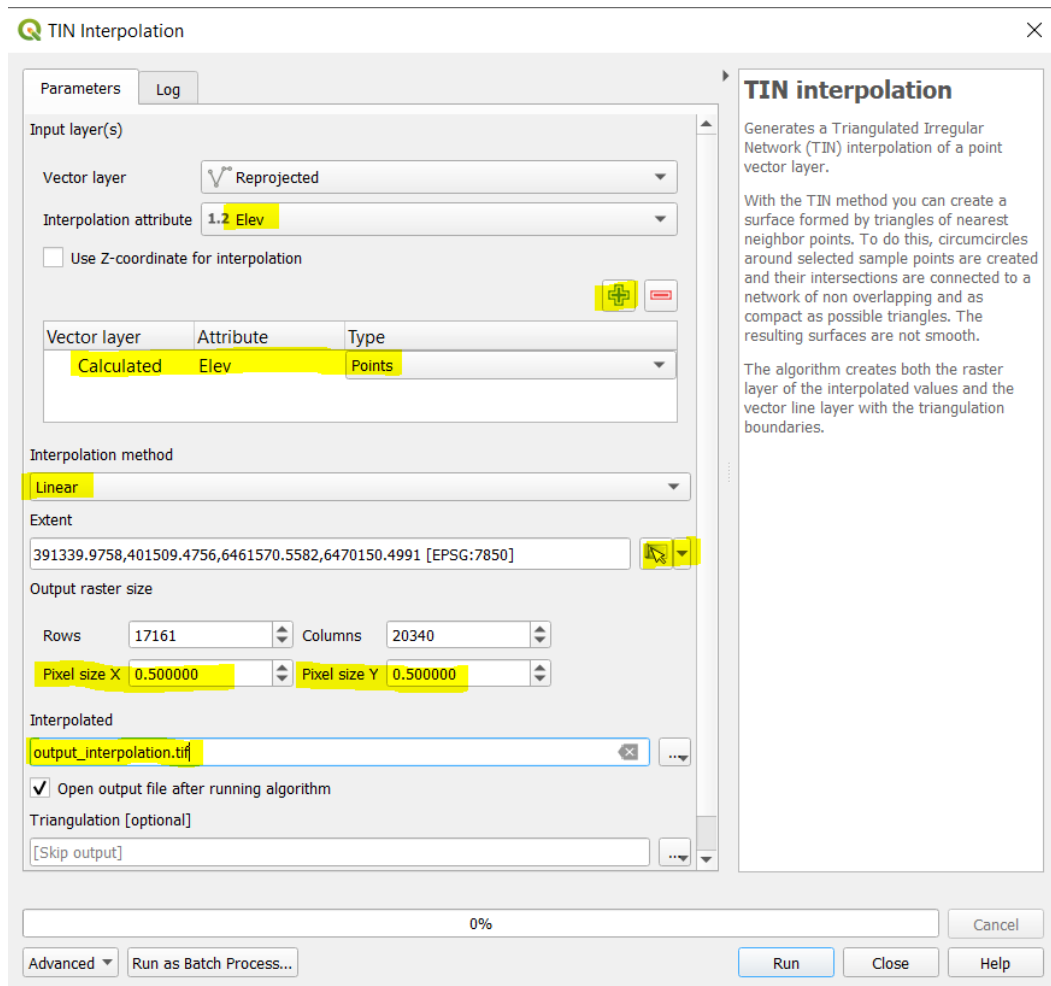 TIN Interpolation
Parameters
Log
Input layer(s)
Vector layer
Reprojected
Interpolation attribute
1.2 Elev
Use Z-coordinate for interpolation
Vector layer Attribute Type
Calculated Elev Points
Interpolation method
Linear
Extent
391339.9758,401509.4756,6461570.5582,6470150.4991 [EPSG:7850]
Output raster size
Rows 17161 Columns 20340
Pixel size X 0.500000 Pixel size Y 0.500000
Interpolated
output_interpolation.tif
...
Open output file after running algorithm
Triangulation [optional]
[Skip output]
...
TIN interpolation
Generates a Triangulated Irregular
Network (TIN) interpolation of a point
vector layer.
With the TIN method you can create a
surface formed by triangles of nearest
neighbor points. To do this, circumcircles
around selected sample points are created
and their intersections are connected to a
network of non overlapping and as
compact as possible triangles. The
resulting surfaces are not smooth.
The algorithm creates both the raster
layer of the interpolated values and the
vector line layer with the triangulation
boundaries.
0%
Cancel
Advanced
Run as Batch Process...
Run
Close
Help